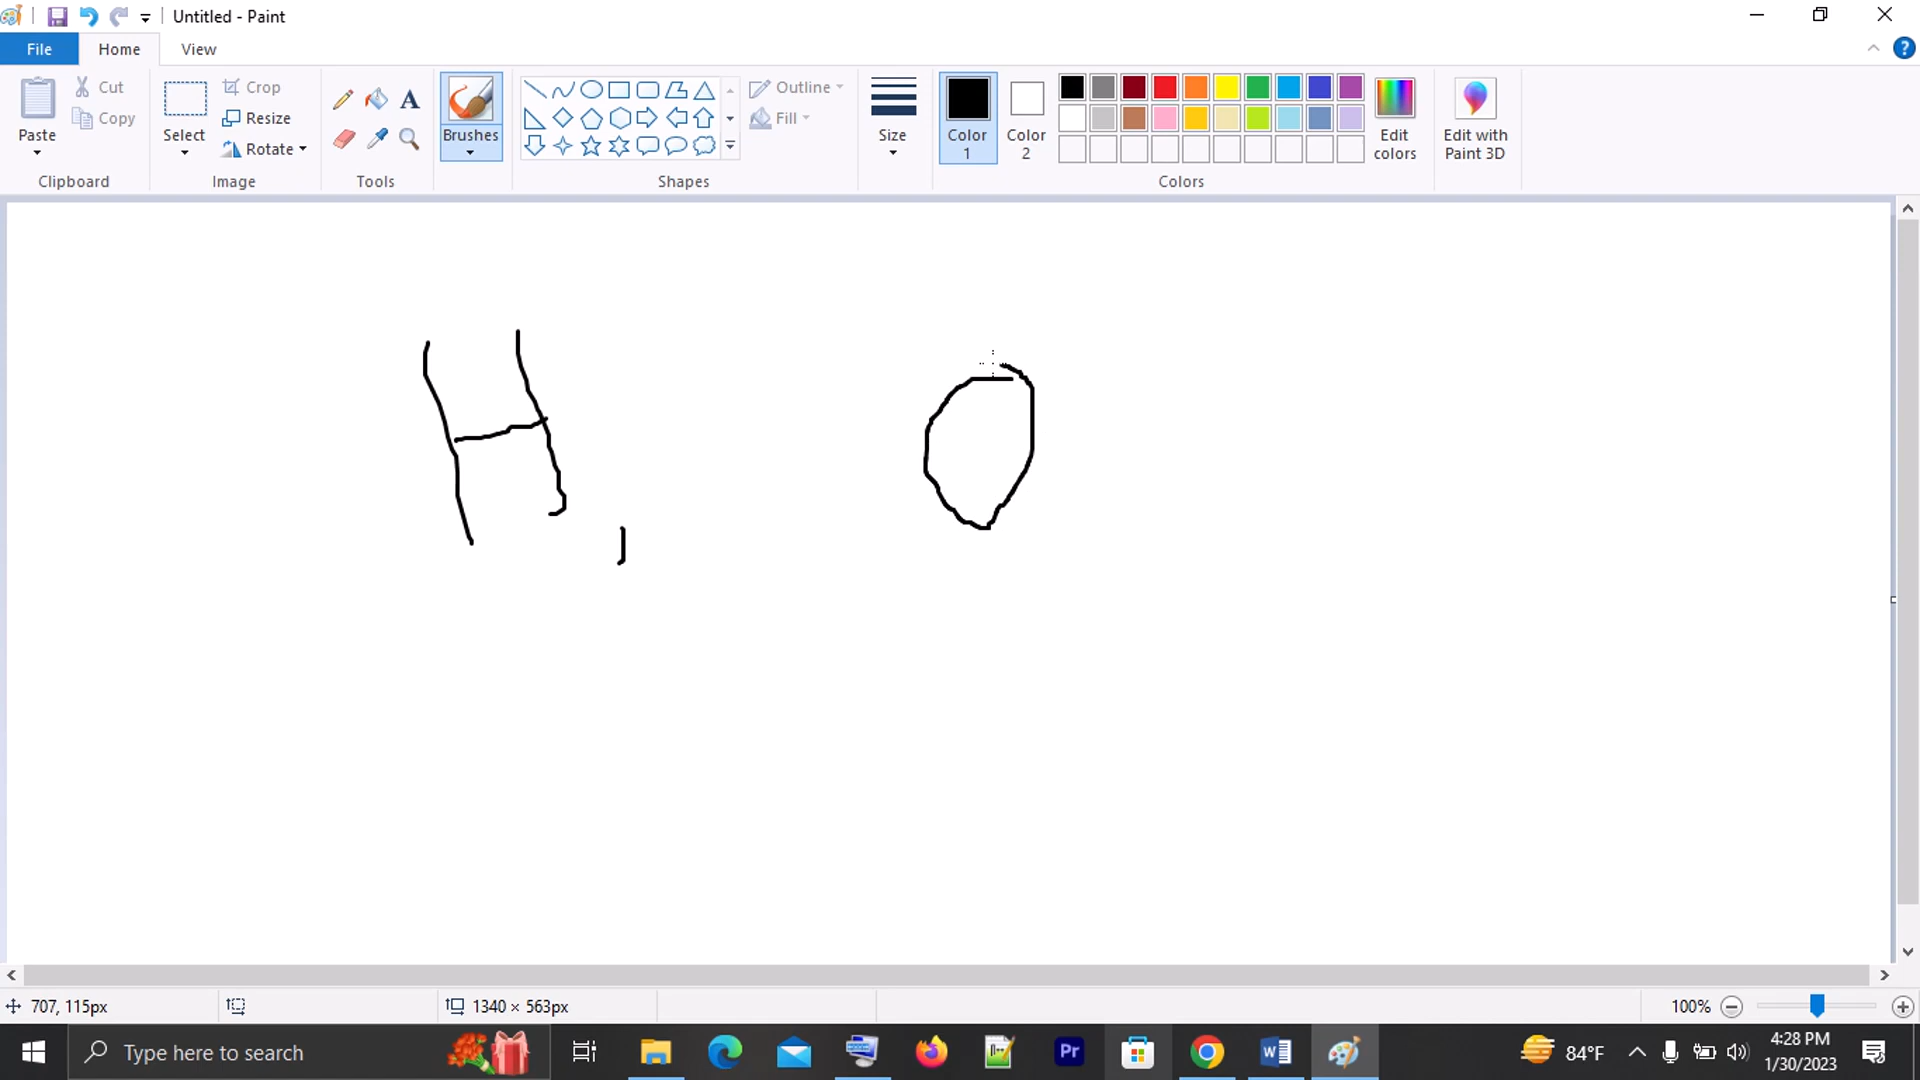 Untitled - Paint
File Home View
Paste Cut Copy Select Crop Resize Rotate Brushes Outline Fill Size Color 1 Color 2 Edit colors Edit with Paint 3D
Clipboard Image Tools Shapes Colors
H, O
707, 115px 1340 × 563px 100%
Type here to search Pr 84°F 4:28 PM
1/30/2023